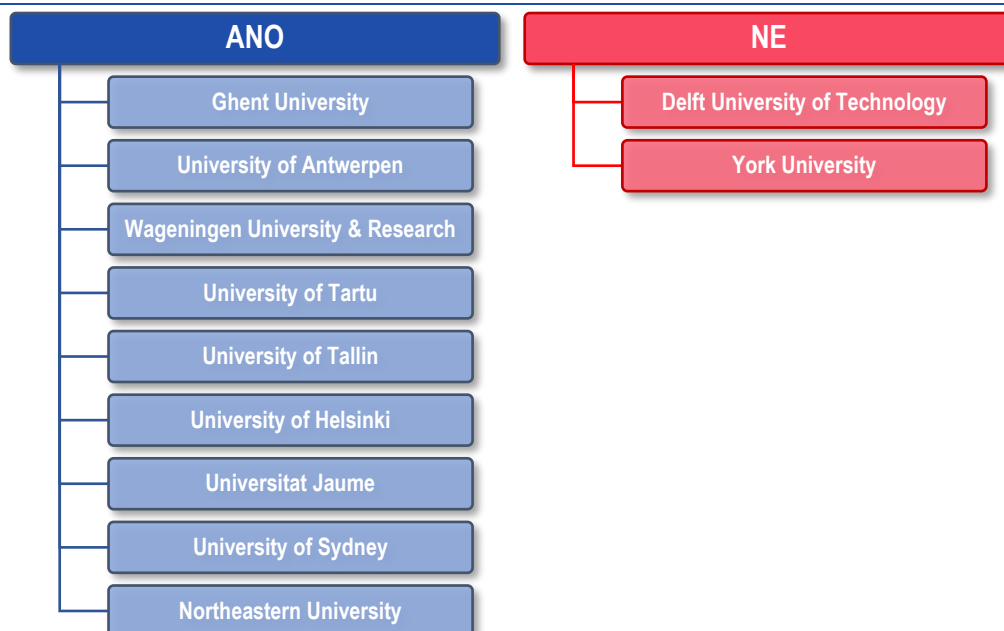 ANO
Ghent University
University of Antwerpen
Wageningen University & Research
University of Tartu
University of Tallin
University of Helsinki
Universitat Jaume
University of Sydney
Northeastern University
NE
Delft University of Technology
York University